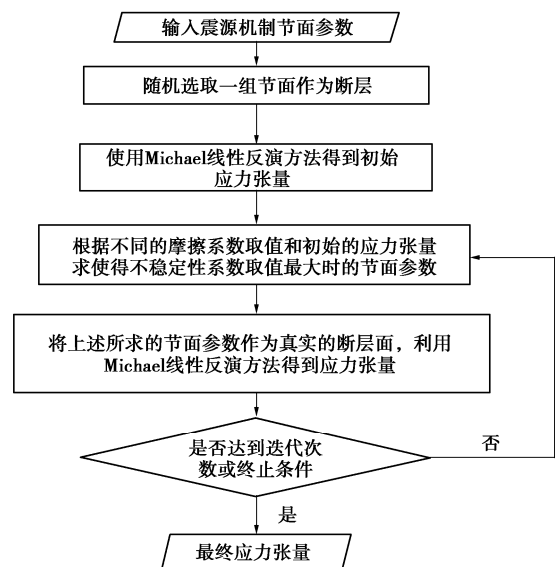 输入震源机制节面参数
随机选取一组节面作为断层
使用Michael线性反演方法得到初始
应力张量
根据不同的摩擦系数取值和初始的应力张量
求使得不稳定性系数取值最大时的节面参数
将上述所求的节面参数作为真实的断层面，利用
Michael线性反演方法得到应力张量
是否达到迭代次
数或终止条件
否
是
最终应力张量